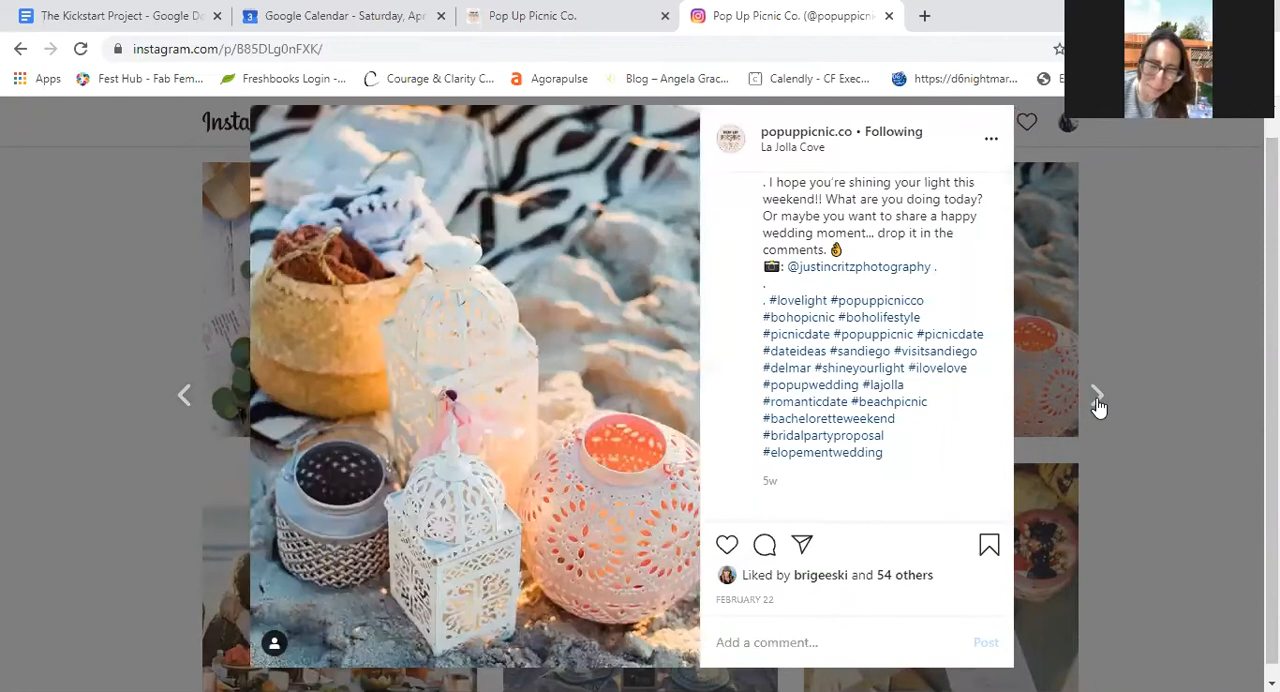 The Kickstart Project - Google D
Google Calendar - Saturday, Apr
Pop Up Picnic Co.
Pop Up Picnic Co. (@popuppicni
instagram.com/p/B85DLg0nFXK/
Apps
Fest Hub - Fab Fem...
Freshbooks Login -...
Courage & Clarity C...
Agorapulse
Blog – Angela Grac...
Calendly - CF Exec...
https://d6nightmar...
Insta
popuppicnic.co • Following
La Jolla Cove
. I hope you're shining your light this
weekend!! What are you doing today?
Or maybe you want to share a happy
wedding moment... drop it in the
comments. 👌
📷: @justincritzphotography .
.
. #lovelight #popuppicnicco
#bohopicnic #boholifestyle
#picnicdate #popuppicnic #picnicdate
#dateideas #sandiego #visitsandiego
#delmar #shineyourlight #ilovelove
#popupwedding #lajolla
#romanticdate #beachpicnic
#bacheloretteweekend
#bridalpartyproposal
#elopementwedding
5w
Liked by brigeeski and 54 others
FEBRUARY 22
Add a comment...
Post